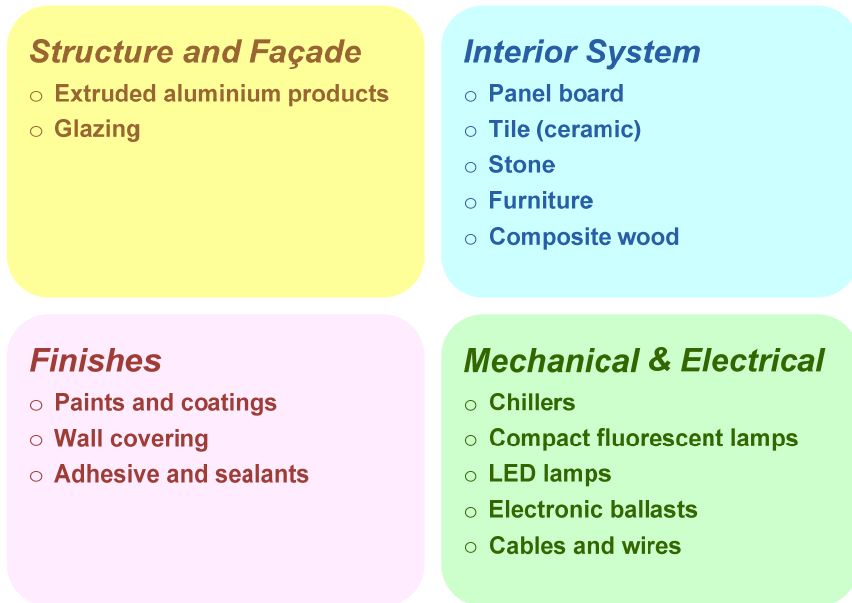 Structure and Façade
○ Extruded aluminium products
○ Glazing
Interior System
○ Panel board
○ Tile (ceramic)
○ Stone
○ Furniture
○ Composite wood
Finishes
○ Paints and coatings
○ Wall covering
○ Adhesive and sealants
Mechanical & Electrical
○ Chillers
○ Compact fluorescent lamps
○ LED lamps
○ Electronic ballasts
○ Cables and wires